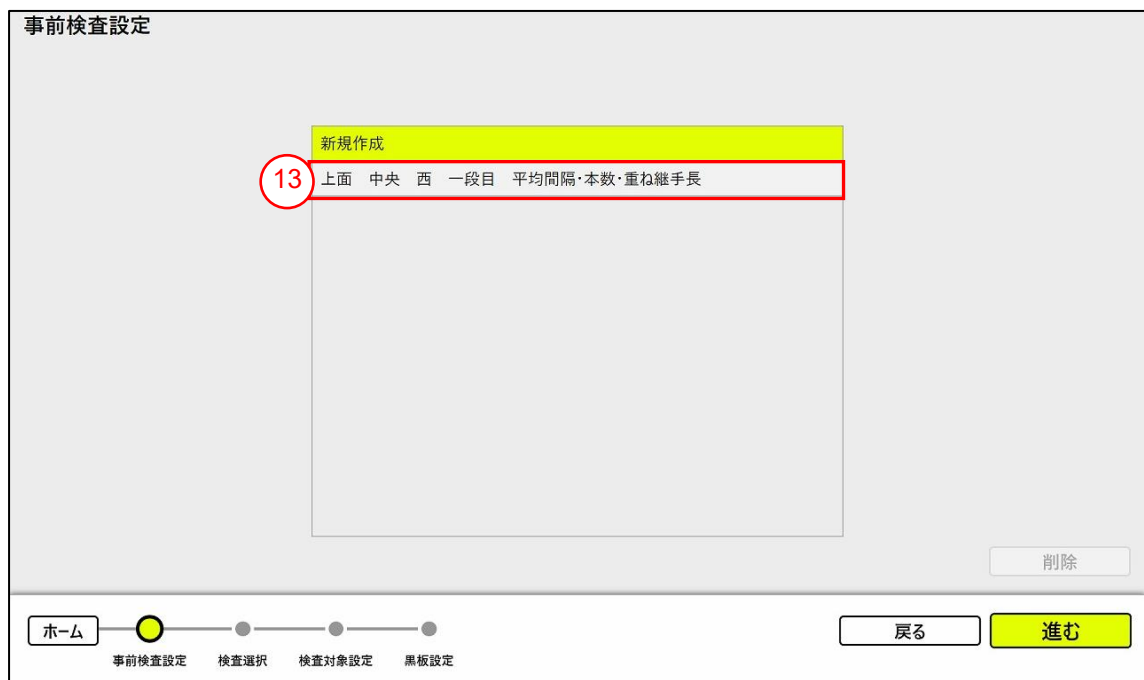 事前検査設定
新規作成
13
上面　中央　西　一段目　平均間隔・本数・重ね継手長
削除
ホーム
戻る
進む
事前検査設定
検査選択
検査対象設定
黒板設定